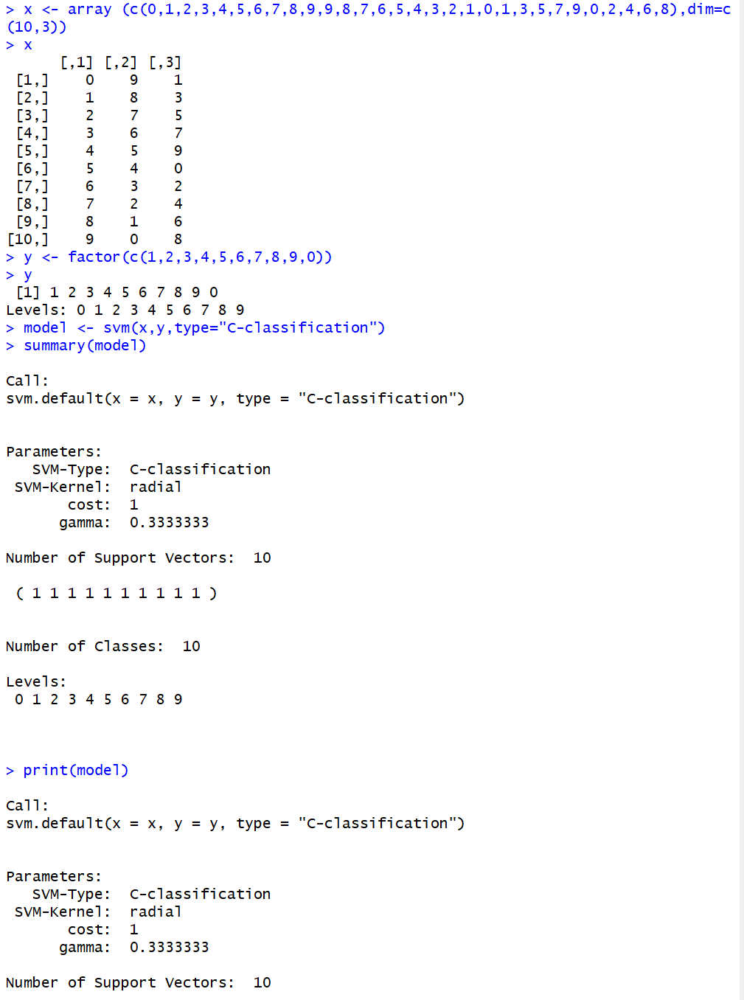 > x <- array (c(0,1,2,3,4,5,6,7,8,9,9,8,7,6,5,4,3,2,1,0,1,3,5,7,9,0,2,4,6,8),dim=c
(10,3))
> x
      [,1] [,2] [,3]
 [1,]    0    9    1
 [2,]    1    8    3
 [3,]    2    7    5
 [4,]    3    6    7
 [5,]    4    5    9
 [6,]    5    4    0
 [7,]    6    3    2
 [8,]    7    2    4
 [9,]    8    1    6
[10,]    9    0    8
> y <- factor(c(1,2,3,4,5,6,7,8,9,0))
> y
 [1] 1 2 3 4 5 6 7 8 9 0
Levels: 0 1 2 3 4 5 6 7 8 9
> model <- svm(x,y,type="C-classification")
> summary(model)
Call:
svm.default(x = x, y = y, type = "C-classification")
Parameters:
   SVM-Type:  C-classification
 SVM-Kernel:  radial
       cost:  1
      gamma:  0.3333333
Number of Support Vectors:  10
 ( 1 1 1 1 1 1 1 1 1 1 )
Number of Classes:  10
Levels:
 0 1 2 3 4 5 6 7 8 9
> print(model)
Call:
svm.default(x = x, y = y, type = "C-classification")
Parameters:
   SVM-Type:  C-classification
 SVM-Kernel:  radial
       cost:  1
      gamma:  0.3333333
Number of Support Vectors:  10